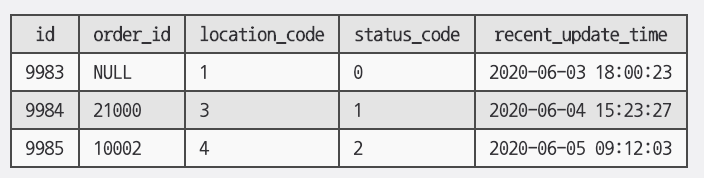 id order_id location_code status_code recent_update_time
9983 NULL 1 0 2020-06-03 18:00:23
9984 21000 3 1 2020-06-04 15:23:27
9985 10002 4 2 2020-06-05 09:12:03